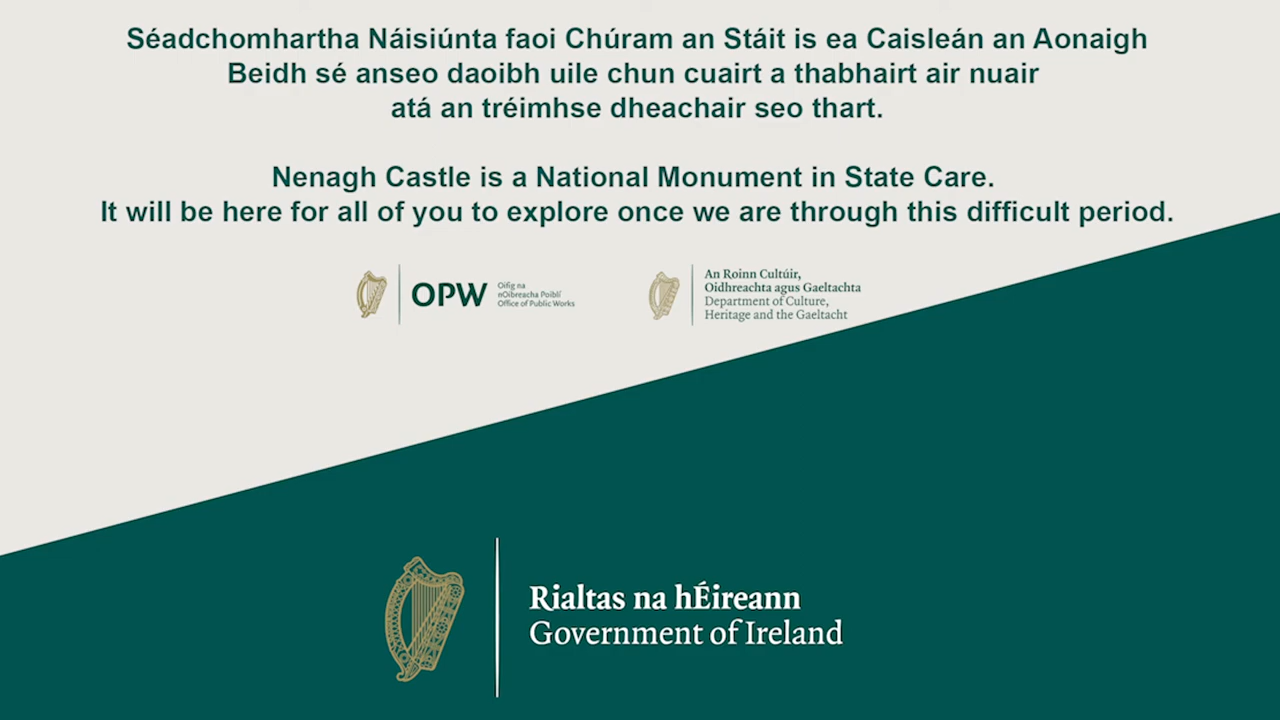 Séadchomhartha Náisiúnta faoi Chúram an Stáit is ea Caisleán an Aonaigh
Beidh sé anseo daoibh uile chun cuairt a thabhairt air nuair
atá an tréimhse dheachair seo thart.
Nenagh Castle is a National Monument in State Care.
It will be here for all of you to explore once we are through this difficult period.
OPW
Oifig na
nOibreacha Poiblí
Office of Public Works
An Roinn Cultúir,
Oidhreachta agus Gaeltachta
Department of Culture,
Heritage and the Gaeltacht
Rialtas na hÉireann
Government of Ireland